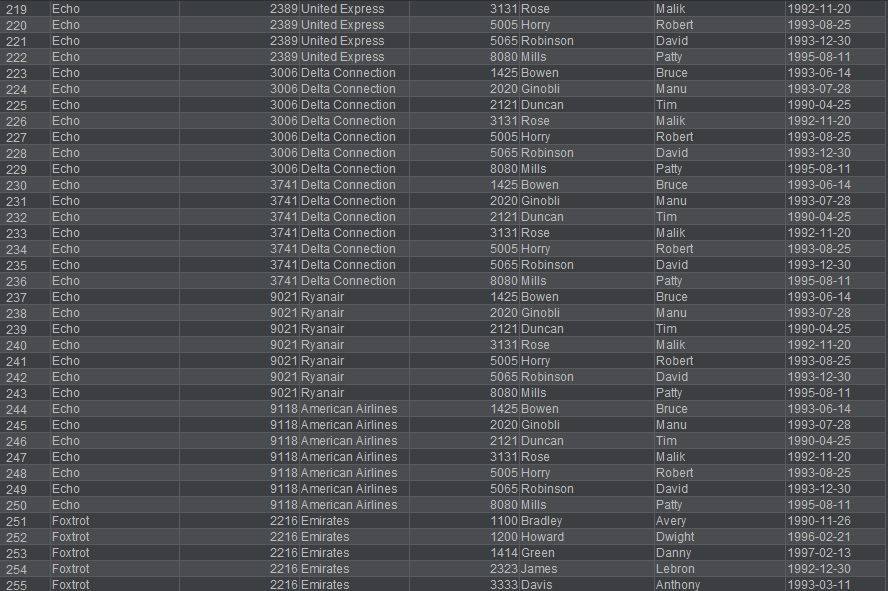 219 Echo 2389 United Express 3131 Rose Malik 1992-11-20
220 Echo 2389 United Express 5005 Horry Robert 1993-08-25
221 Echo 2389 United Express 5065 Robinson David 1993-12-30
222 Echo 2389 United Express 8080 Mills Patty 1995-08-11
223 Echo 3006 Delta Connection 1425 Bowen Bruce 1993-06-14
224 Echo 3006 Delta Connection 2020 Ginobli Manu 1993-07-28
225 Echo 3006 Delta Connection 2121 Duncan Tim 1990-04-25
226 Echo 3006 Delta Connection 3131 Rose Malik 1992-11-20
227 Echo 3006 Delta Connection 5005 Horry Robert 1993-08-25
228 Echo 3006 Delta Connection 5065 Robinson David 1993-12-30
229 Echo 3006 Delta Connection 8080 Mills Patty 1995-08-11
230 Echo 3741 Delta Connection 1425 Bowen Bruce 1993-06-14
231 Echo 3741 Delta Connection 2020 Ginobli Manu 1993-07-28
232 Echo 3741 Delta Connection 2121 Duncan Tim 1990-04-25
233 Echo 3741 Delta Connection 3131 Rose Malik 1992-11-20
234 Echo 3741 Delta Connection 5005 Horry Robert 1993-08-25
235 Echo 3741 Delta Connection 5065 Robinson David 1993-12-30
236 Echo 3741 Delta Connection 8080 Mills Patty 1995-08-11
237 Echo 9021 Ryanair 1425 Bowen Bruce 1993-06-14
238 Echo 9021 Ryanair 2020 Ginobli Manu 1993-07-28
239 Echo 9021 Ryanair 2121 Duncan Tim 1990-04-25
240 Echo 9021 Ryanair 3131 Rose Malik 1992-11-20
241 Echo 9021 Ryanair 5005 Horry Robert 1993-08-25
242 Echo 9021 Ryanair 5065 Robinson David 1993-12-30
243 Echo 9021 Ryanair 8080 Mills Patty 1995-08-11
244 Echo 9118 American Airlines 1425 Bowen Bruce 1993-06-14
245 Echo 9118 American Airlines 2020 Ginobli Manu 1993-07-28
246 Echo 9118 American Airlines 2121 Duncan Tim 1990-04-25
247 Echo 9118 American Airlines 3131 Rose Malik 1992-11-20
248 Echo 9118 American Airlines 5005 Horry Robert 1993-08-25
249 Echo 9118 American Airlines 5065 Robinson David 1993-12-30
250 Echo 9118 American Airlines 8080 Mills Patty 1995-08-11
251 Foxtrot 2216 Emirates 1100 Bradley Avery 1990-11-26
252 Foxtrot 2216 Emirates 1200 Howard Dwight 1996-02-21
253 Foxtrot 2216 Emirates 1414 Green Danny 1997-02-13
254 Foxtrot 2216 Emirates 2323 James Lebron 1992-12-30
255 Foxtrot 2216 Emirates 3333 Davis Anthony 1993-03-11